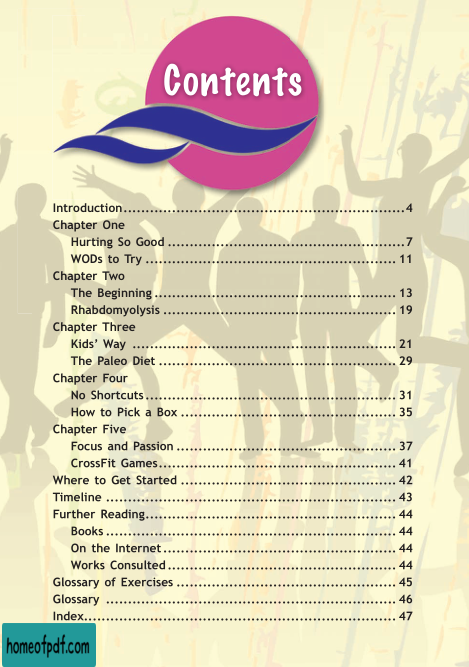 Contents
Introduction..........................................................4
Chapter One
Hurting So Good ................................................7
WODs to Try .................................................... 11
Chapter Two
The Beginning.................................................. 13
Rhabdomyolysis ................................................ 19
Chapter Three
Kids’ Way ...................................................... 21
The Paleo Diet ................................................. 29
Chapter Four
No Shortcuts.................................................... 31
How to Pick a Box ............................................. 35
Chapter Five
Focus and Passion .............................................. 37
CrossFit Games................................................. 41
Where to Get Started ............................................. 42
Timeline ............................................................ 43
Further Reading.................................................... 44
Books ............................................................ 44
On the Internet................................................ 44
Works Consulted ............................................... 44
Glossary of Exercises .............................................. 45
Glossary ............................................................ 46
Index................................................................ 47
homeofpdf.com